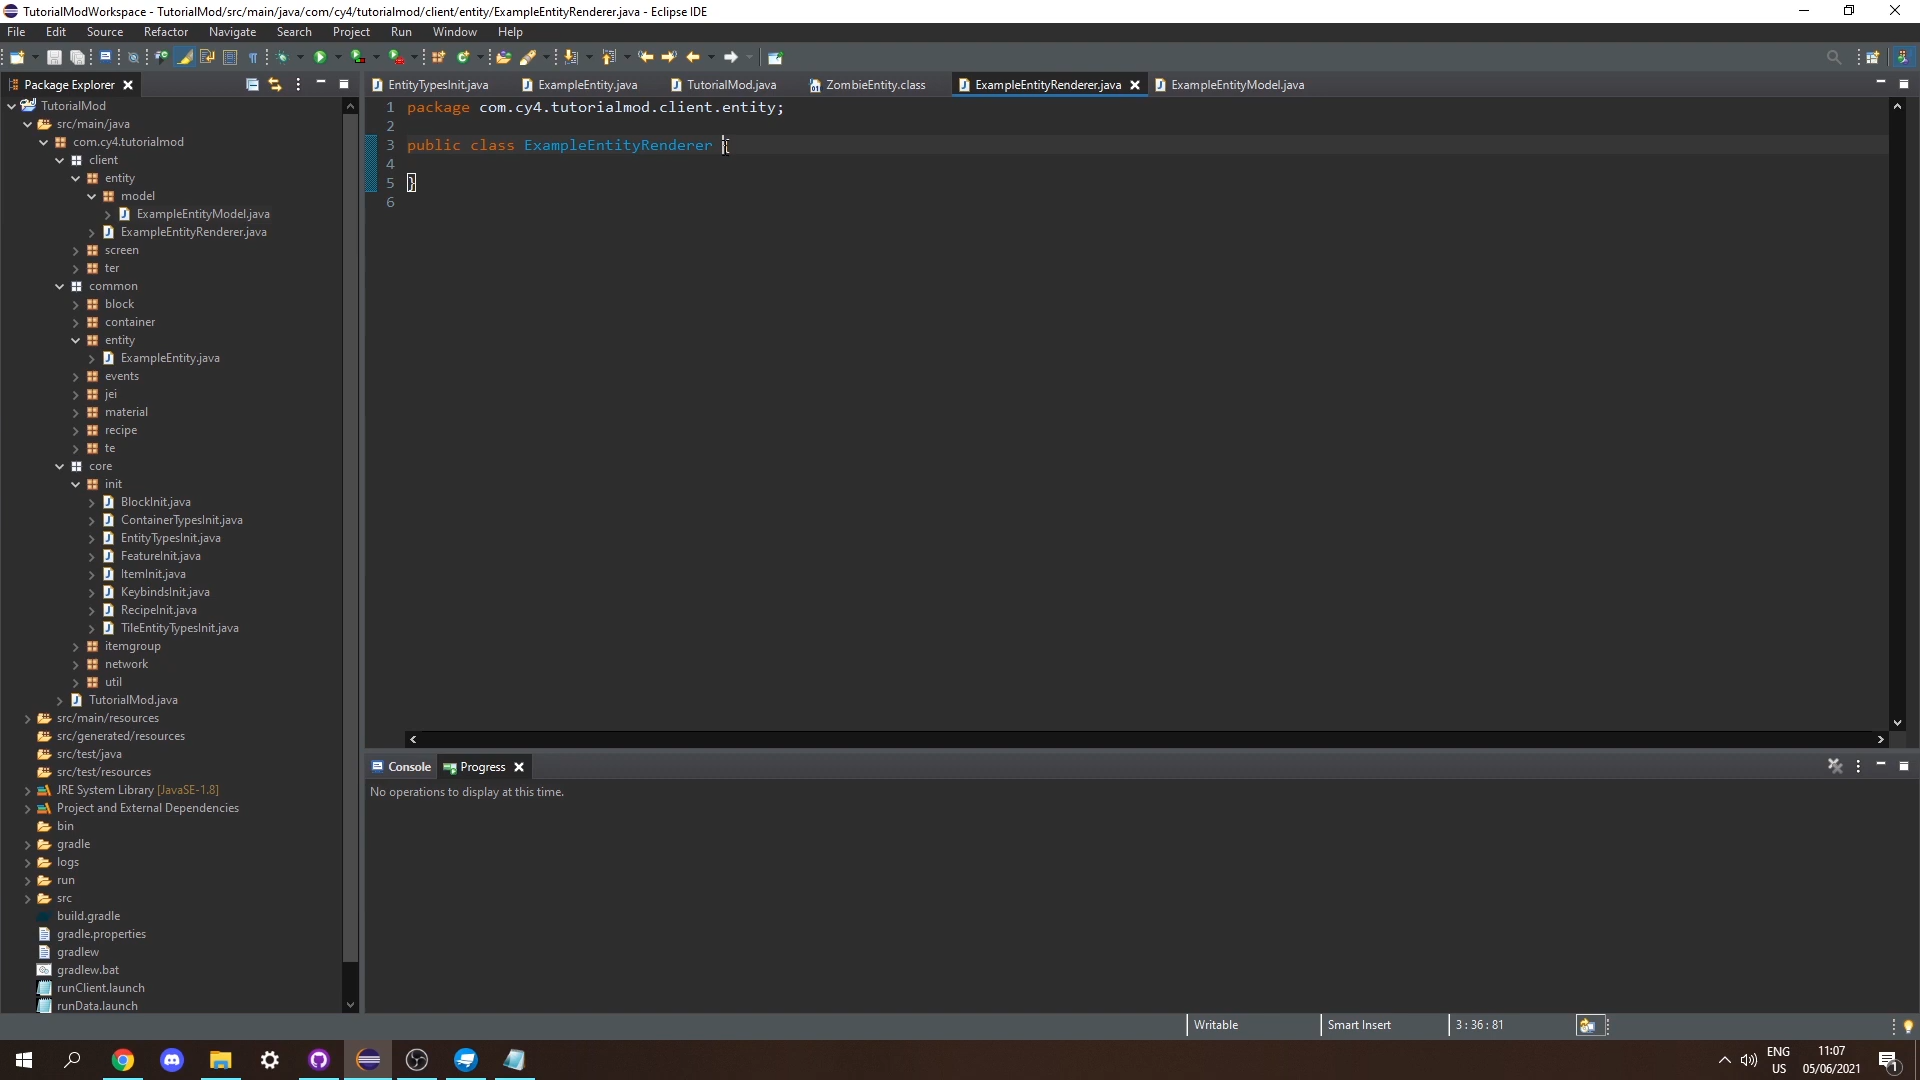 TutorialModWorkspace - TutorialMod/src/main/java/com/cy4/tutorialmod/client/entity/ExampleEntityRenderer.java - Eclipse IDE
File Edit Source Refactor Navigate Search Project Run Window Help
Package Explorer
EntityTypesInit.java ExampleEntity.java TutorialMod.java ZombieEntity.class ExampleEntityRenderer.java ExampleEntityModel.java
TutorialMod
src/main/java
com.cy4.tutorialmod
client
entity
model
ExampleEntityModel.java
ExampleEntityRenderer.java
screen
ter
common
block
container
entity
ExampleEntity.java
events
jei
material
recipe
te
core
init
BlockInit.java
ContainerTypesInit.java
EntityTypesInit.java
FeatureInit.java
ItemInit.java
KeybindsInit.java
RecipeInit.java
TileEntityTypesInit.java
itemgroup
network
util
TutorialMod.java
src/main/resources
src/generated/resources
src/test/java
src/test/resources
JRE System Library [JavaSE-1.8]
Project and External Dependencies
bin
gradle
logs
run
src
build.gradle
gradle.properties
gradlew
gradlew.bat
runClient.launch
runData.launch
1 package com.cy4.tutorialmod.client.entity;
2
3 public class ExampleEntityRenderer {
4
5 }
6
Console Progress
No operations to display at this time.
Writable Smart Insert 3 : 36 : 81
ENG
US
11:07
05/06/2021
1